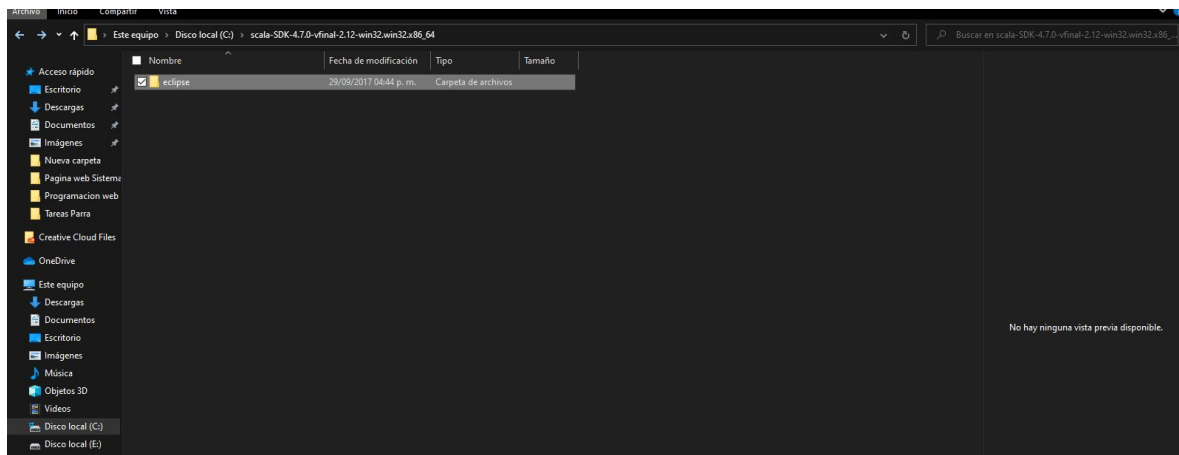 Archivo Inicio Compartir Vista
Este equipo > Disco local (C:) > scala-SDK-4.7.0-vfinal-2.12-win32.win32.x86_64
Buscar en scala-SDK-4.7.0-vfinal-2.12-win32.win32.x86_...
Nombre Fecha de modificación Tipo Tamaño
eclipse 29/09/2017 04:44 p. m. Carpeta de archivos
Acceso rápido
Escritorio
Descargas
Documentos
Imágenes
Nueva carpeta
Pagina web Sistema
Programacion web
Tareas Parra
Creative Cloud Files
OneDrive
Este equipo
Descargas
Documentos
Escritorio
Imágenes
Música
Objetos 3D
Videos
Disco local (C:)
Disco local (E:)
No hay ninguna vista previa disponible.